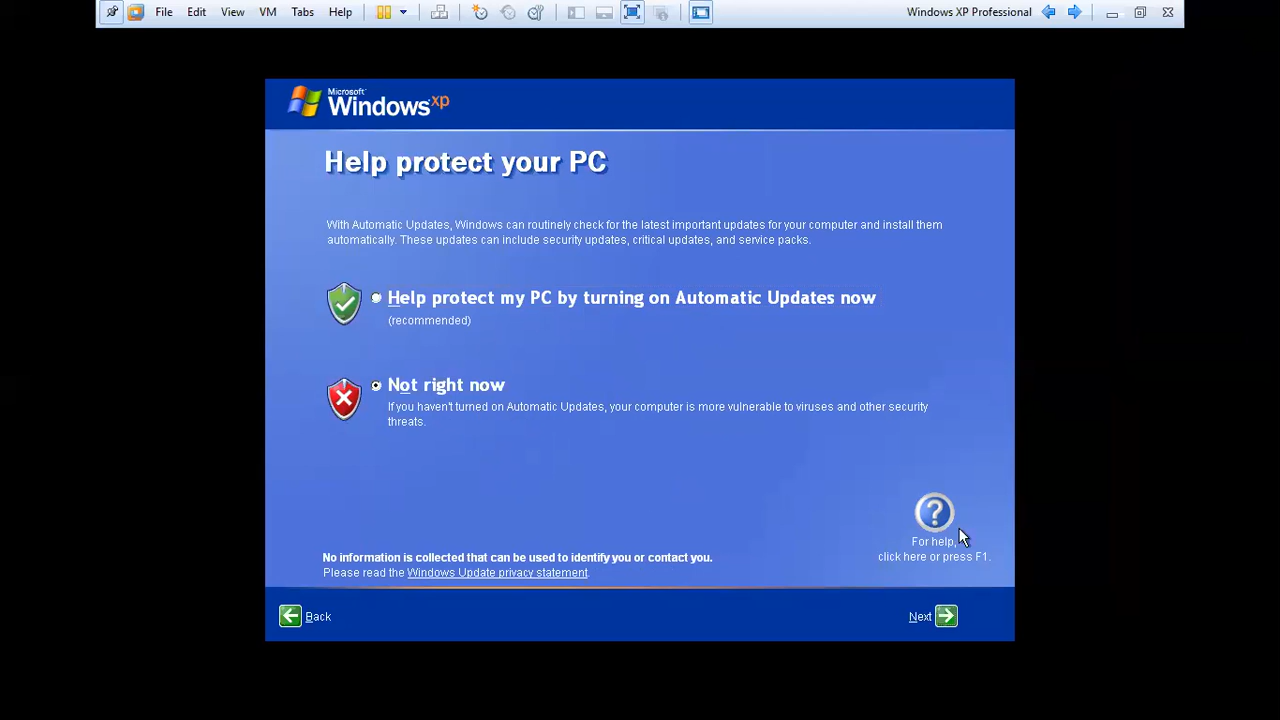 File Edit View VM Tabs Help Windows XP Professional
Microsoft
Windows xp
Help protect your PC
With Automatic Updates, Windows can routinely check for the latest important updates for your computer and install them
automatically. These updates can include security updates, critical updates, and service packs.
Help protect my PC by turning on Automatic Updates now
(recommended)
Not right now
If you haven't turned on Automatic Updates, your computer is more vulnerable to viruses and other security
threats.
?
For help,
click here or press F1.
No information is collected that can be used to identify you or contact you.
Please read the Windows Update privacy statement.
Back
Next